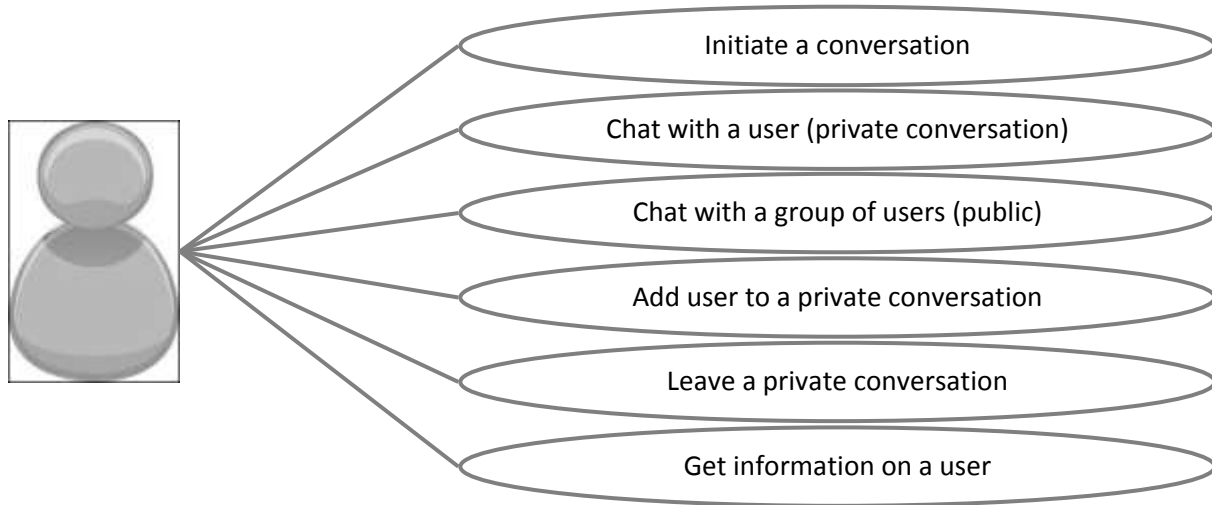 Initiate a conversation
Chat with a user (private conversation)
Chat with a group of users (public)
Add user to a private conversation
Leave a private conversation
Get information on a user